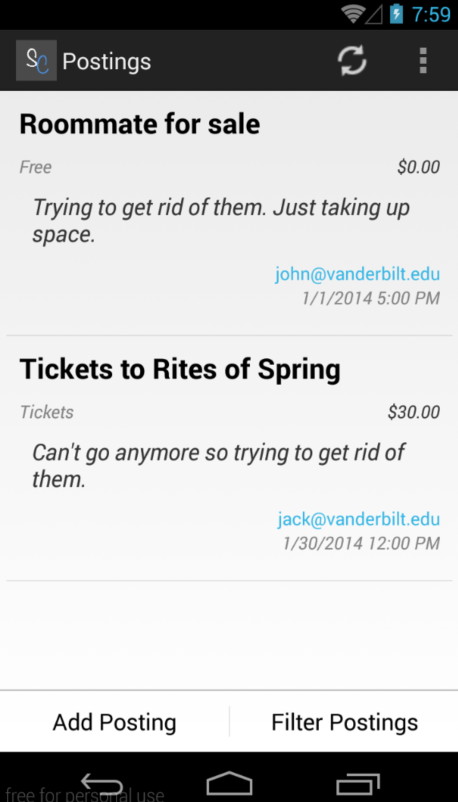 7:59
SC Postings
Roommate for sale
Free $0.00
Trying to get rid of them. Just taking up
space.
john@vanderbilt.edu
1/1/2014 5:00 PM
Tickets to Rites of Spring
Tickets $30.00
Can't go anymore so trying to get rid of
them.
jack@vanderbilt.edu
1/30/2014 12:00 PM
Add Posting Filter Postings
free for personal use